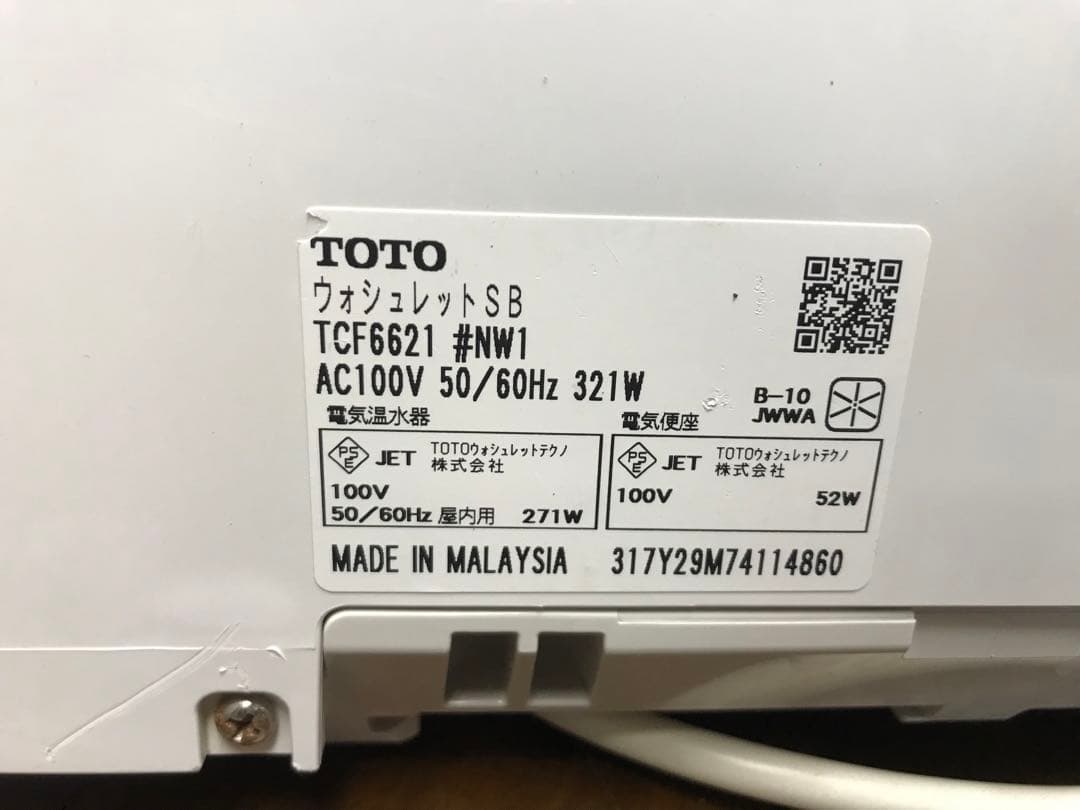 TOTO
ウォシュレットSB
TCF6621 #NW1
AC100V 50/60Hz 321W
B-10
JWWA
電気温水器
PSE JET TOTOウォシュレットテクノ
株式会社
100V
50/60Hz 屋内用 271W
電気便座
PSE JET TOTOウォシュレットテクノ
株式会社
100V 52W
MADE IN MALAYSIA 317Y29M74114860